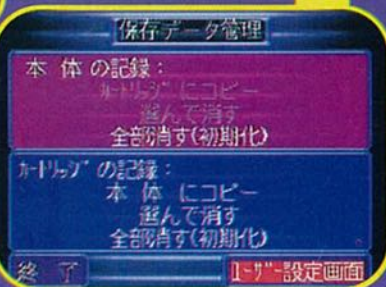 保存データ管理
本 体 の記録：
カートリッジ にコピー
選んで消す
全部消す(初期化)
カートリッジ の記録：
本 体 にコピー
選んで消す
全部消す(初期化)
終 了
ユーザー設定画面